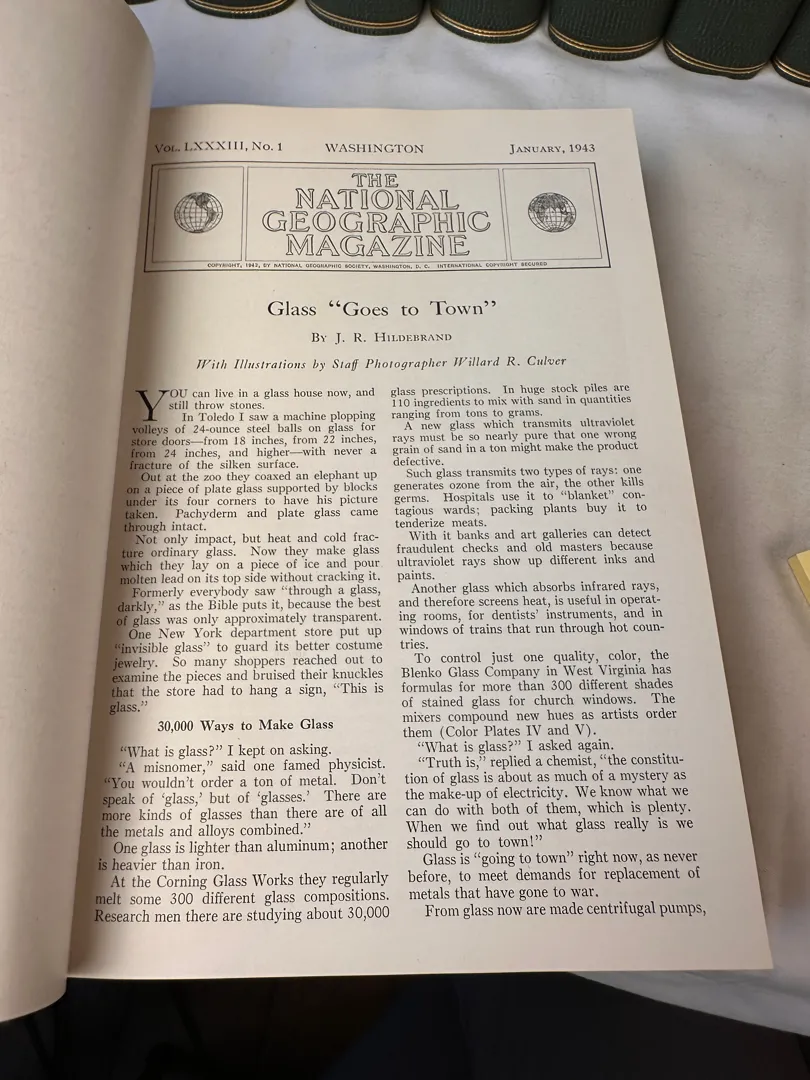 Vol. LXXXIII, No. 1 WASHINGTON January, 1943
THE
NATIONAL
GEOGRAPHIC
MAGAZINE
COPYRIGHT, 1942, BY NATIONAL GEOGRAPHIC SOCIETY, WASHINGTON, D. C. INTERNATIONAL COPYRIGHT SECURED
Glass “Goes to Town”
By J. R. Hildebrand
With Illustrations by Staff Photographer Willard R. Culver
YOU can live in a glass house now, and
still throw stones.
In Toledo I saw a machine plopping
volleys of 24-ounce steel balls on glass for
store doors—from 18 inches, from 22 inches,
from 24 inches, and higher—with never a
fracture of the silken surface.
Out at the zoo they coaxed an elephant up
on a piece of plate glass supported by blocks
under its four corners to have his picture
taken. Pachyderm and plate glass came
through intact.
Not only impact, but heat and cold frac-
ture ordinary glass. Now they make glass
which they lay on a piece of ice and pour
molten lead on its top side without cracking it.
Formerly everybody saw “through a glass,
darkly,” as the Bible puts it, because the best
of glass was only approximately transparent.
One New York department store put up
“invisible glass” to guard its better costume
jewelry. So many shoppers reached out to
examine the pieces and bruised their knuckles
that the store had to hang a sign, “This is
glass.”
30,000 Ways to Make Glass
“What is glass?” I kept on asking.
“A misnomer,” said one famed physicist.
“You wouldn’t order a ton of metal. Don’t
speak of ‘glass,’ but of ‘glasses.’ There are
more kinds of glasses than there are of all
the metals and alloys combined.”
One glass is lighter than aluminum; another
is heavier than iron.
At the Corning Glass Works they regularly
melt some 300 different glass compositions.
Research men there are studying about 30,000
glass prescriptions. In huge stock piles are
110 ingredients to mix with sand in quantities
ranging from tons to grams.
A new glass which transmits ultraviolet
rays must be so nearly pure that one wrong
grain of sand in a ton might make the product
defective.
Such glass transmits two types of rays: one
generates ozone from the air, the other kills
germs. Hospitals use it to “blanket” con-
tagious wards; packing plants buy it to
tenderize meats.
With it banks and art galleries can detect
fraudulent checks and old masters because
ultraviolet rays show up different inks and
paints.
Another glass which absorbs infrared rays,
and therefore screens heat, is useful in operat-
ing rooms, for dentists’ instruments, and in
windows of trains that run through hot coun-
tries.
To control just one quality, color, the
Blenko Glass Company in West Virginia has
formulas for more than 300 different shades
of stained glass for church windows. The
mixers compound new hues as artists order
them (Color Plates IV and V).
“What is glass?” I asked again.
“Truth is,” replied a chemist, “the constitu-
tion of glass is about as much of a mystery as
the make-up of electricity. We know what we
can do with both of them, which is plenty.
When we find out what glass really is we
should go to town!”
Glass is “going to town” right now, as never
before, to meet demands for replacement of
metals that have gone to war.
From glass now are made centrifugal pumps,